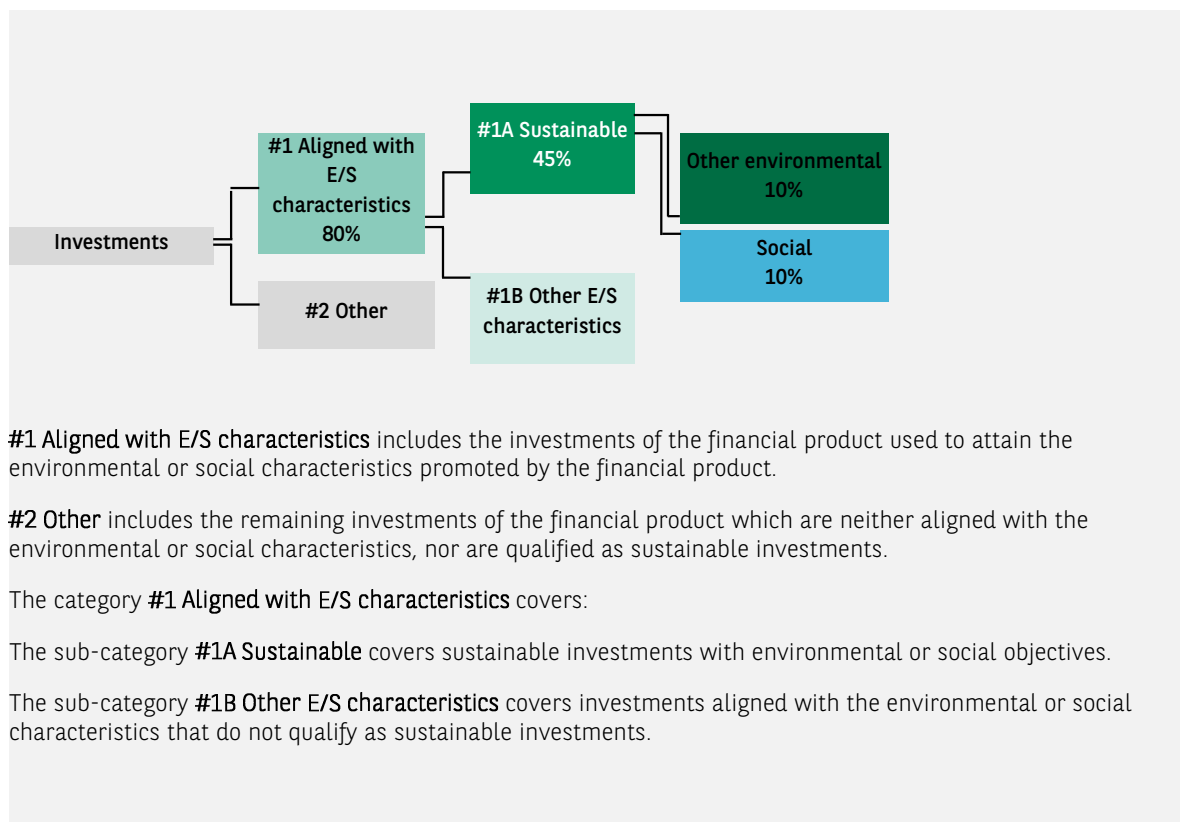 #1A Sustainable
45%
#1 Aligned with
E/S
characteristics
80%
Other environmental
10%
Investments
Social
10%
#2 Other
#1B Other E/S
characteristics
#1 Aligned with E/S characteristics includes the investments of the financial product used to attain the
environmental or social characteristics promoted by the financial product.
#2 Other includes the remaining investments of the financial product which are neither aligned with the
environmental or social characteristics, nor are qualified as sustainable investments.
The category #1 Aligned with E/S characteristics covers:
The sub-category #1A Sustainable covers sustainable investments with environmental or social objectives.
The sub-category #1B Other E/S characteristics covers investments aligned with the environmental or social
characteristics that do not qualify as sustainable investments.